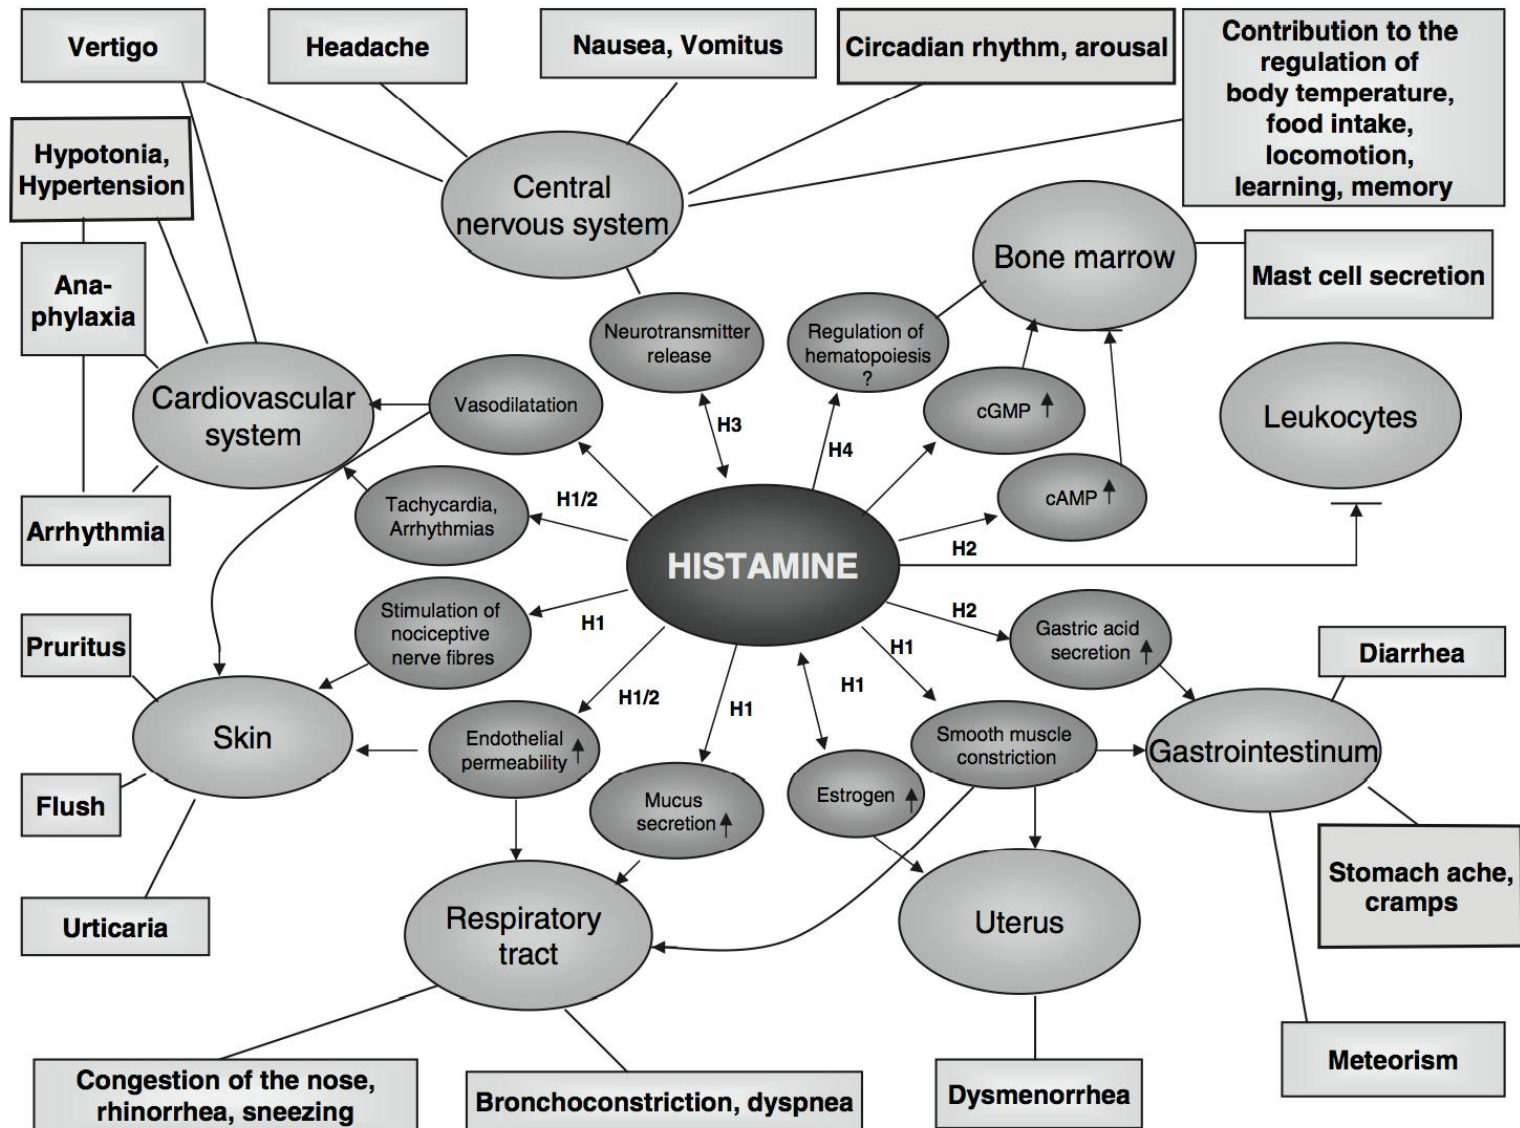 Vertigo
Headache
Nausea, Vomitus
Circadian rhythm, arousal
Contribution to the
regulation of
body temperature,
food intake,
locomotion,
learning, memory
Hypotonia,
Hypertension
Central
nervous system
Bone marrow
Mast cell secretion
Ana-
phylaxia
Neurotransmitter
release
Regulation of
hematopoiesis
?
Cardiovascular
system
Vasodilatation
cGMP ↑
Leukocytes
H3
H4
Tachycardia,
Arrhythmias
H1/2
cAMP ↑
Arrhythmia
H2
HISTAMINE
Stimulation of
nociceptive
nerve fibres
H1
H2
Gastric acid
secretion ↑
Pruritus
H1
Diarrhea
H1/2
H1
H1
Skin
Endothelial
permeability ↑
Smooth muscle
constriction
Gastrointestinum
Flush
Mucus
secretion ↑
Estrogen ↑
Stomach ache,
cramps
Urticaria
Respiratory
tract
Uterus
Meteorism
Congestion of the nose,
rhinorrhea, sneezing
Bronchoconstriction, dyspnea
Dysmenorrhea